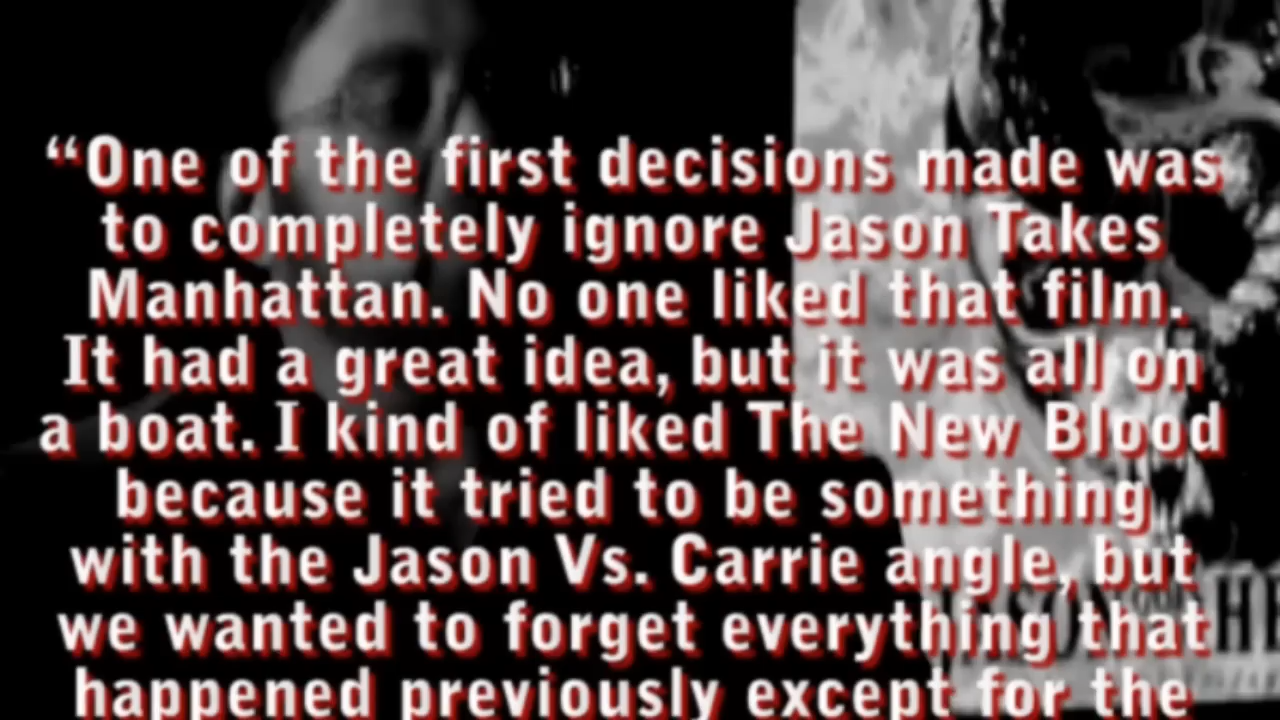 “One of the first decisions made was
to completely ignore Jason Takes
Manhattan. No one liked that film.
It had a great idea, but it was all on
a boat. I kind of liked The New Blood
because it tried to be something
with the Jason Vs. Carrie angle, but
we wanted to forget everything that
happened previously except for the
JASON